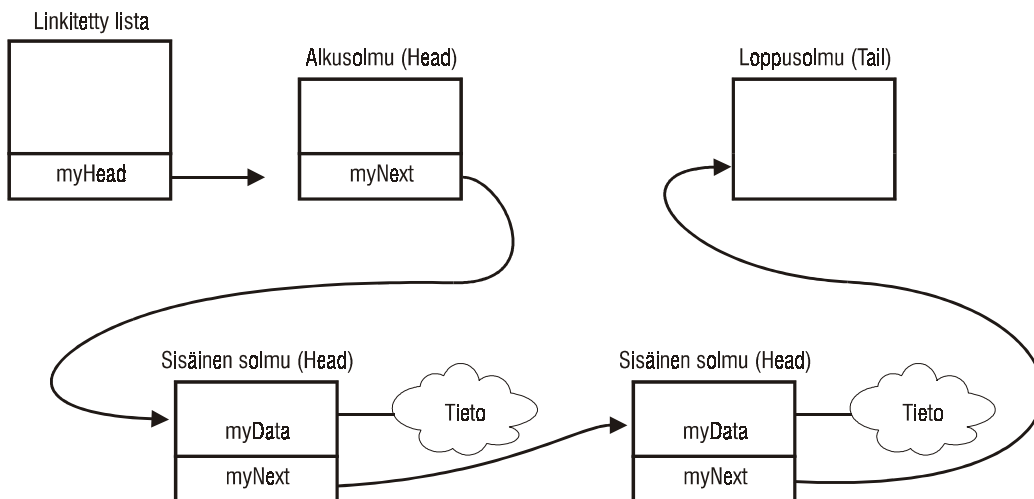 Linkitetty lista
Alkusolmu (Head)
Loppusolmu (Tail)
myHead
myNext
Sisäinen solmu (Head)
Sisäinen solmu (Head)
Tieto
Tieto
myData
myData
myNext
myNext